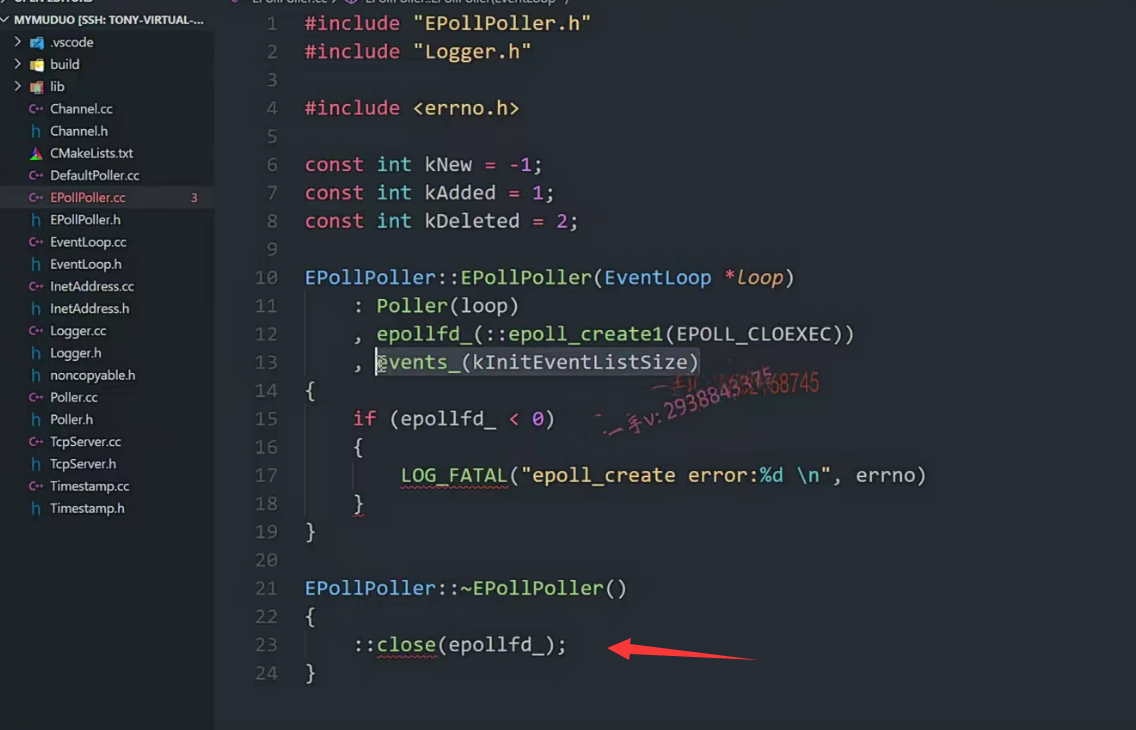 MYMUDUO [SSH: TONY-VIRTUAL-...
.vscode
build
lib
Channel.cc
Channel.h
CMakeLists.txt
DefaultPoller.cc
EPollPoller.cc 3
EPollPoller.h
EventLoop.cc
EventLoop.h
InetAddress.cc
InetAddress.h
Logger.cc
Logger.h
noncopyable.h
Poller.cc
Poller.h
TcpServer.cc
TcpServer.h
Timestamp.cc
Timestamp.h
1 #include "EPollPoller.h"
2 #include "Logger.h"
3
4 #include <errno.h>
5
6 const int kNew = -1;
7 const int kAdded = 1;
8 const int kDeleted = 2;
9
10 EPollPoller::EPollPoller(EventLoop *loop)
11 : Poller(loop)
12 , epollfd_(::epoll_create1(EPOLL_CLOEXEC))
13 , events_(kInitEventListSize)
14 {
15 if (epollfd_ < 0)
16 {
17 LOG_FATAL("epoll_create error:%d \n", errno)
18 }
19 }
20
21 EPollPoller::~EPollPoller()
22 {
23 ::close(epollfd_);
24 }
一手v:2938843375